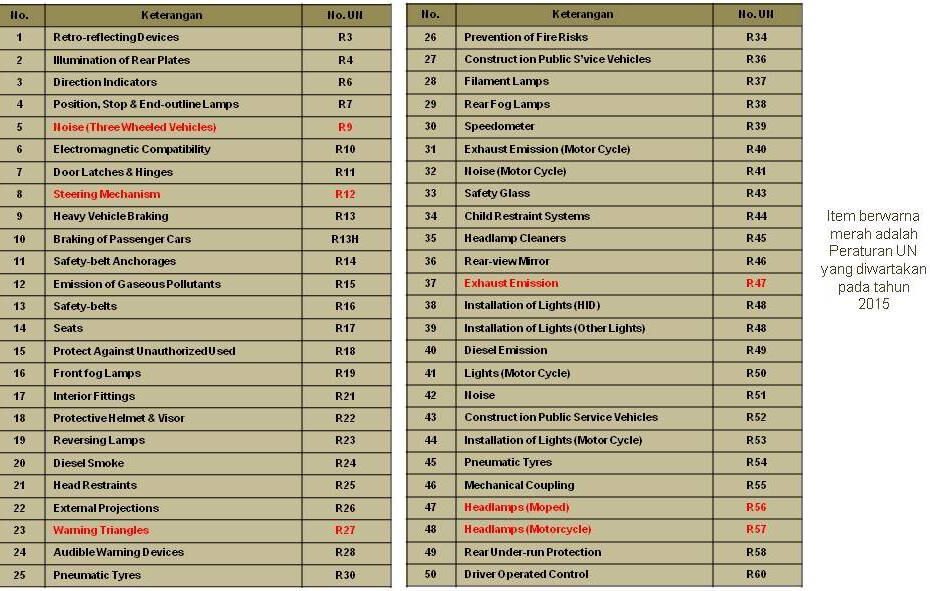 No. Keterangan No. UN
1 Retro-reflecting Devices R3
2 Illumination of Rear Plates R4
3 Direction Indicators R6
4 Position, Stop & End-outline Lamps R7
5 Noise (Three Wheeled Vehicles) R9
6 Electromagnetic Compatibility R10
7 Door Latches & Hinges R11
8 Steering Mechanism R12
9 Heavy Vehicle Braking R13
10 Braking of Passenger Cars R13H
11 Safety-belt Anchorages R14
12 Emission of Gaseous Pollutants R15
13 Safety-belts R16
14 Seats R17
15 Protect Against Unauthorized Used R18
16 Front fog Lamps R19
17 Interior Fittings R21
18 Protective Helmet & Visor R22
19 Reversing Lamps R23
20 Diesel Smoke R24
21 Head Restraints R25
22 External Projections R26
23 Warning Triangles R27
24 Audible Warning Devices R28
25 Pneumatic Tyres R30
No. Keterangan No. UN
26 Prevention of Fire Risks R34
27 Construction Public S'vice Vehicles R36
28 Filament Lamps R37
29 Rear Fog Lamps R38
30 Speedometer R39
31 Exhaust Emission (Motor Cycle) R40
32 Noise (Motor Cycle) R41
33 Safety Glass R43
34 Child Restraint Systems R44
35 Headlamp Cleaners R45
36 Rear-view Mirror R46
37 Exhaust Emission R47
38 Installation of Lights (HID) R48
39 Installation of Lights (Other Lights) R48
40 Diesel Emission R49
41 Lights (Motor Cycle) R50
42 Noise R51
43 Construction Public Service Vehicles R52
44 Installation of Lights (Motor Cycle) R53
45 Pneumatic Tyres R54
46 Mechanical Coupling R55
47 Headlamps (Moped) R56
48 Headlamps (Motorcycle) R57
49 Rear Under-run Protection R58
50 Driver Operated Control R60
Item berwarna
merah adalah
Peraturan UN
yang diwartakan
pada tahun
2015